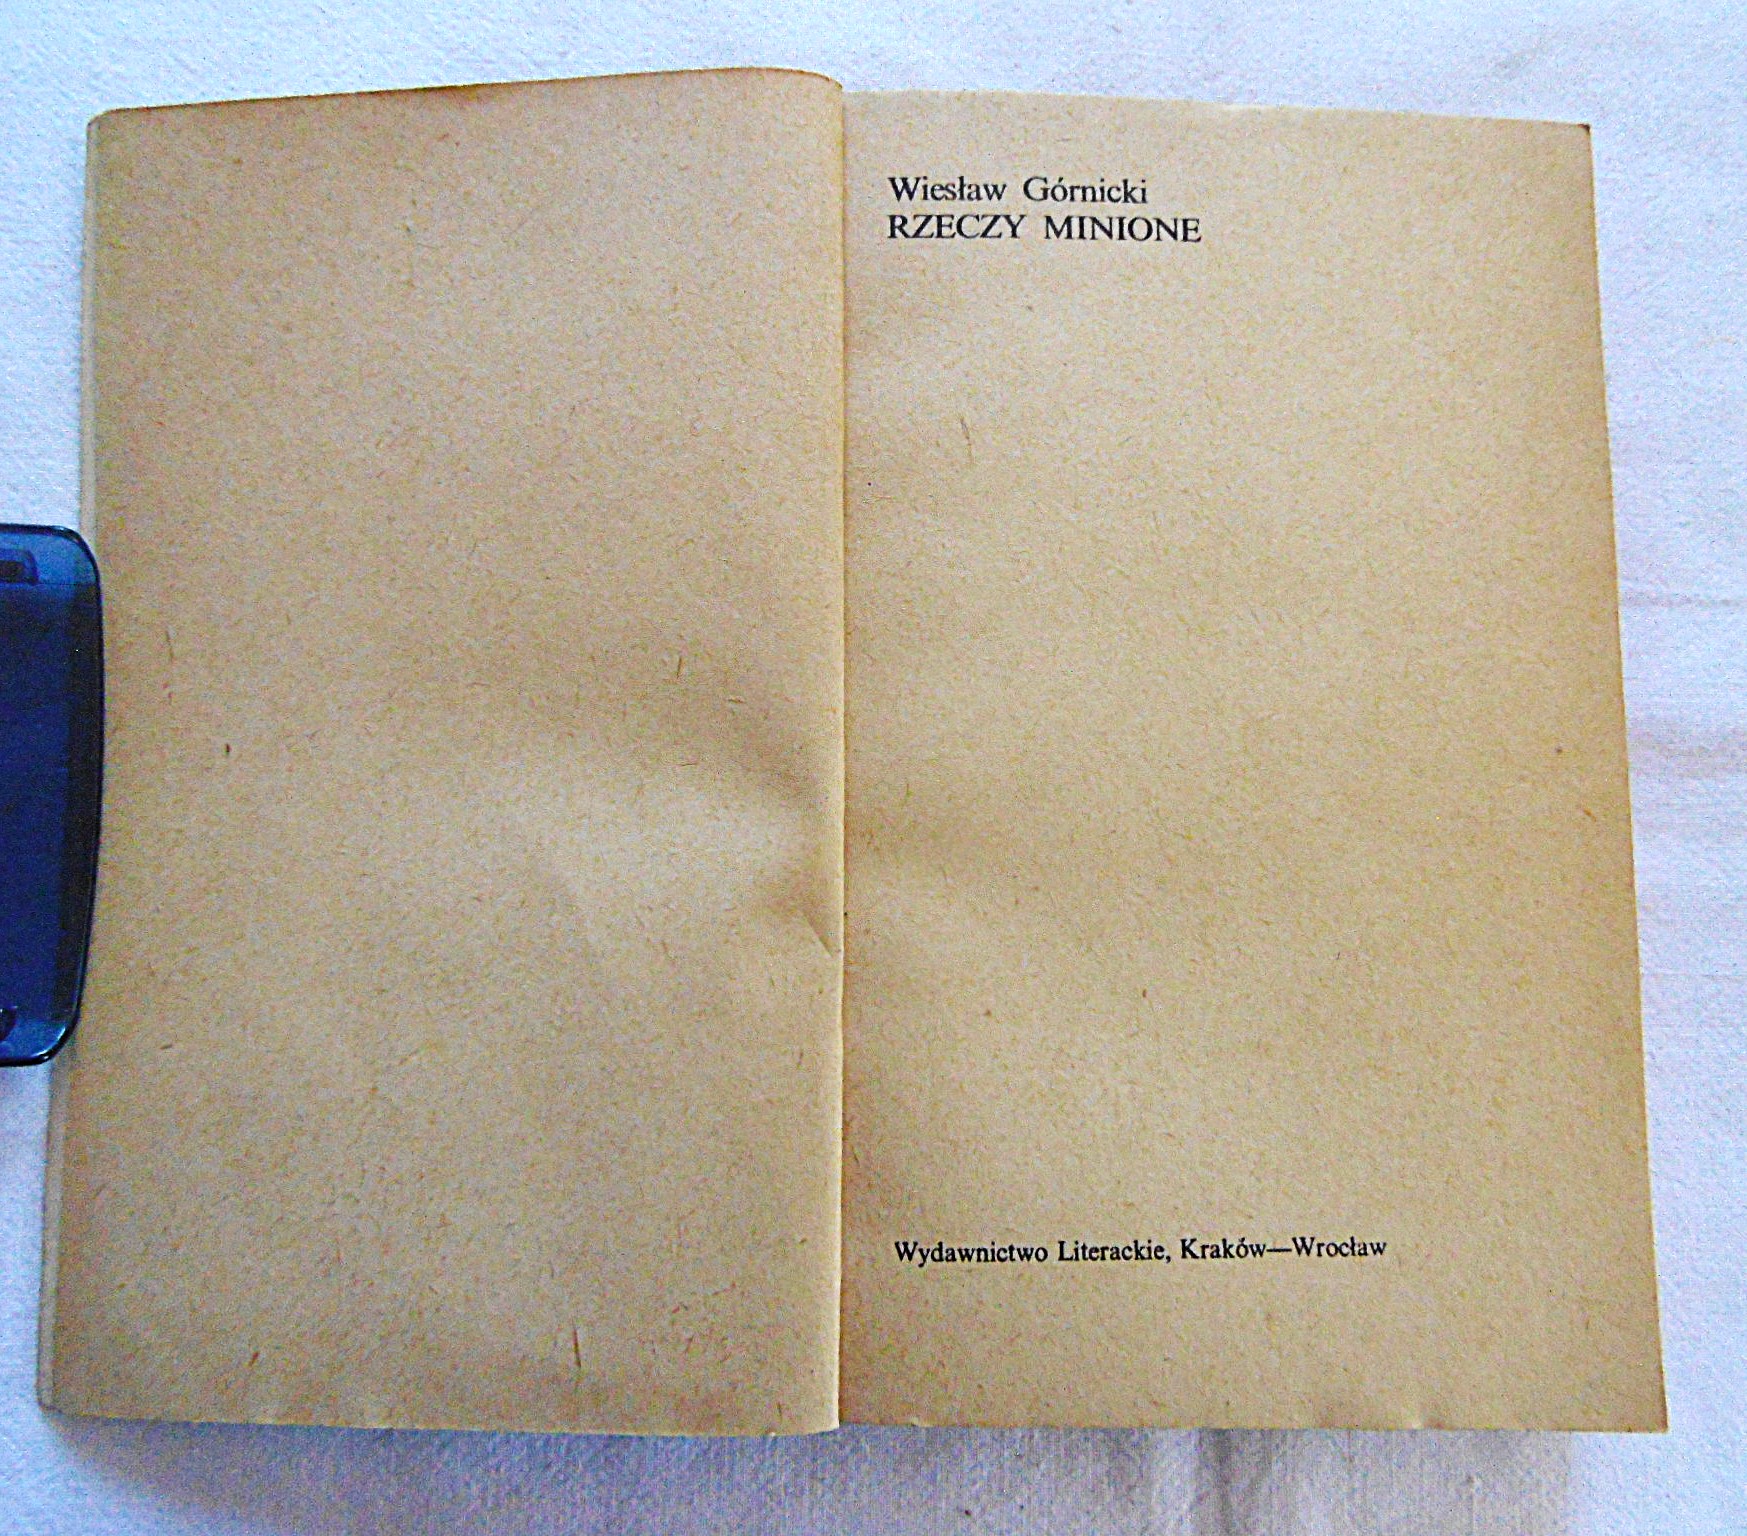 Wiesław Górnicki
RZECZY MINIONE
Wydawnictwo Literackie, Kraków—Wrocław